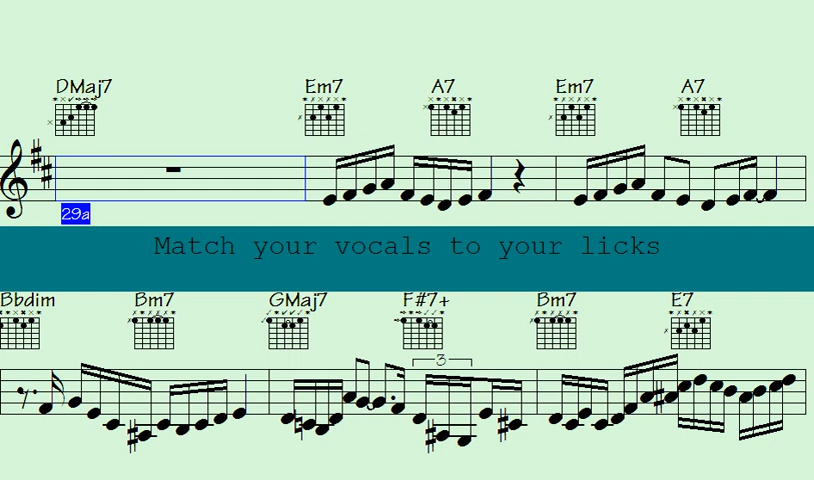 DMaj7 Em7 A7 Em7 A7
29a
Match your vocals to your licks
Bbdim Bm7 GMaj7 F#7+ Bm7 E7
3